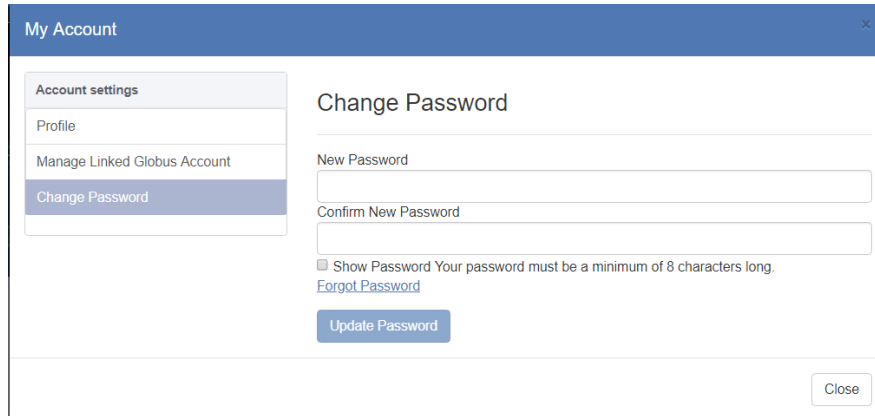 My Account
×
Account settings
Profile
Manage Linked Globus Account
Change Password
Change Password
New Password
Confirm New Password
Show Password Your password must be a minimum of 8 characters long.
Forgot Password
Update Password
Close